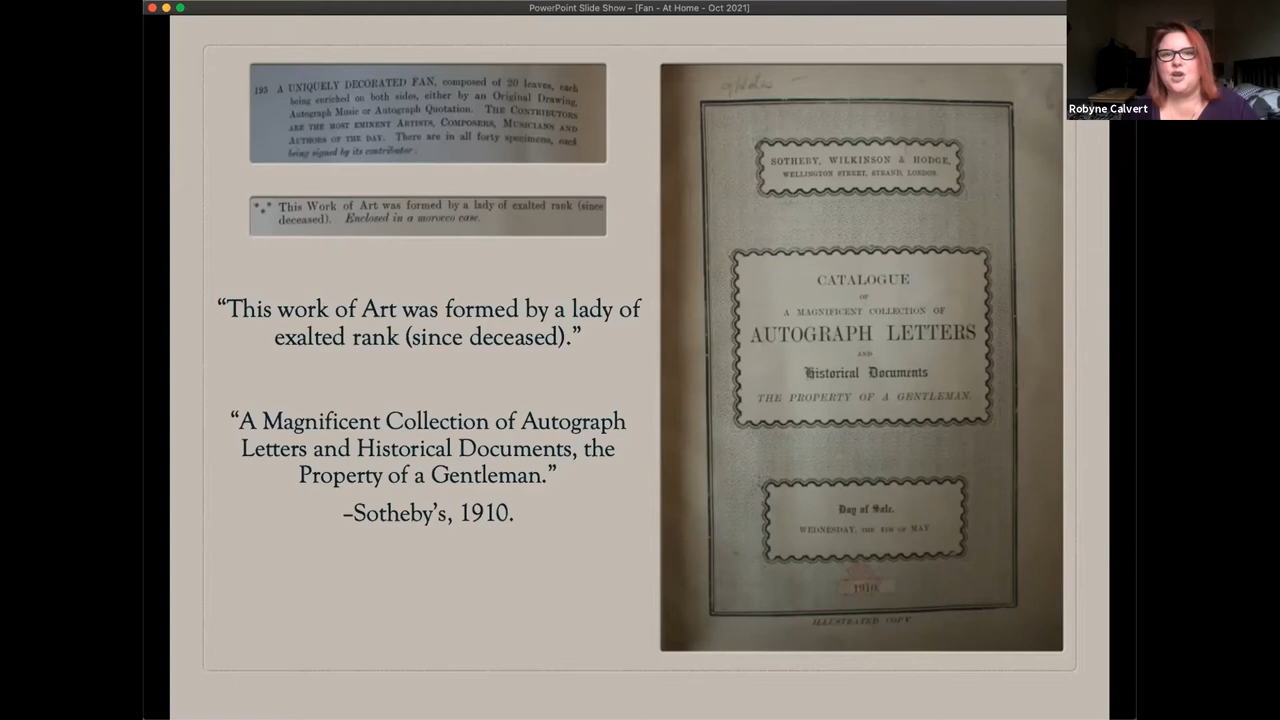 PowerPoint Slide Show – [Fan - At Home - Oct 2021]
Robyne Calvert
195 A UNIQUELY DECORATED FAN, composed of 20 leaves, each
being enriched on both sides, either by an Original Drawing,
Autograph Music or Autograph Quotation. THE CONTRIBUTORS
ARE THE MOST EMINENT ARTISTS, COMPOSERS, MUSICIANS AND
AUTHORS OF THE DAY. There are in all forty specimens, each
being signed by its contributor:
*** This Work of Art was formed by a lady of exalted rank (since
deceased). Enclosed in a morocco case.
“This work of Art was formed by a lady of
exalted rank (since deceased).”
“A Magnificent Collection of Autograph
Letters and Historical Documents, the
Property of a Gentleman.”
–Sotheby’s, 1910.
SOTHEBY, WILKINSON & HODGE,
WELLINGTON STREET, STRAND, LONDON.
CATALOGUE
OF
A MAGNIFICENT COLLECTION OF
AUTOGRAPH LETTERS
AND
Historical Documents
THE PROPERTY OF A GENTLEMAN.
Day of Sale.
WEDNESDAY, THE OF MAY
1910
ILLUSTRATED COPY